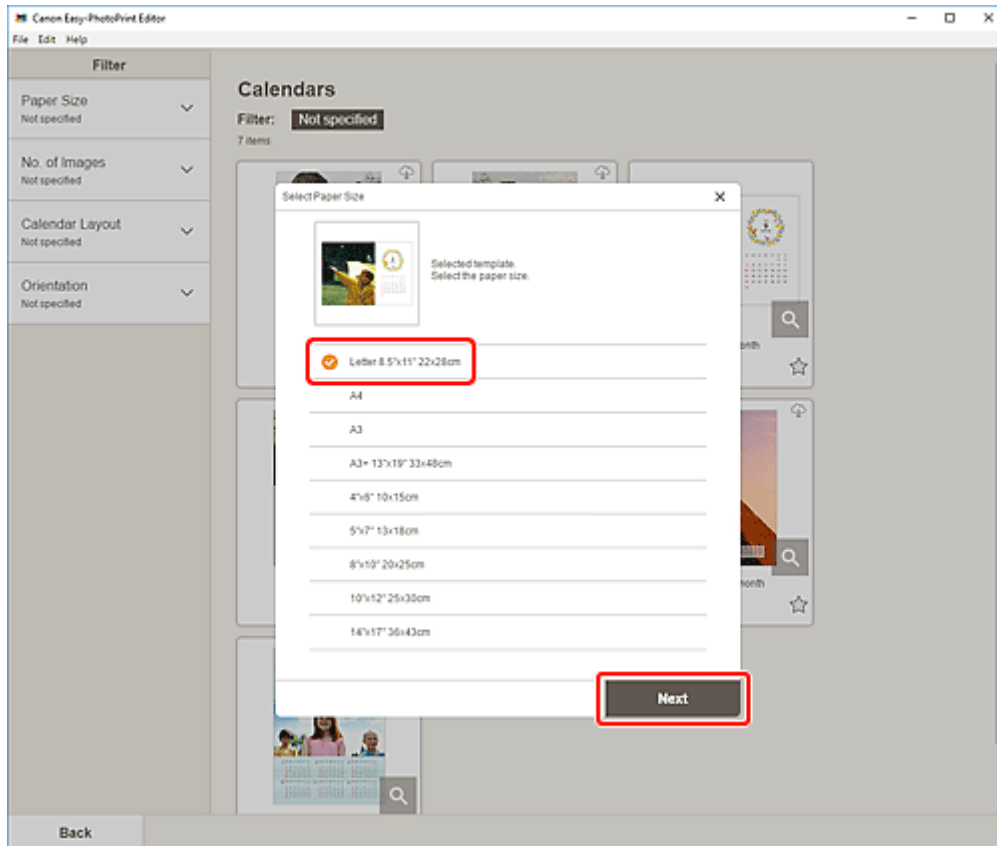 Canon Easy-PhotoPrint Editor
File Edit Help
Filter
Paper Size
Not specified
No. of Images
Not specified
Calendar Layout
Not specified
Orientation
Not specified
Calendars
Filter: Not specified
7 items
Select Paper Size
Selected template.
Select the paper size.
Letter 8.5"x11" 22x28cm
A4
A3
A3+ 13"x19" 33x48cm
4"x6" 10x15cm
5"x7" 13x18cm
8"x10" 20x25cm
10"x12" 25x30cm
14"x17" 36x43cm
Next
Back